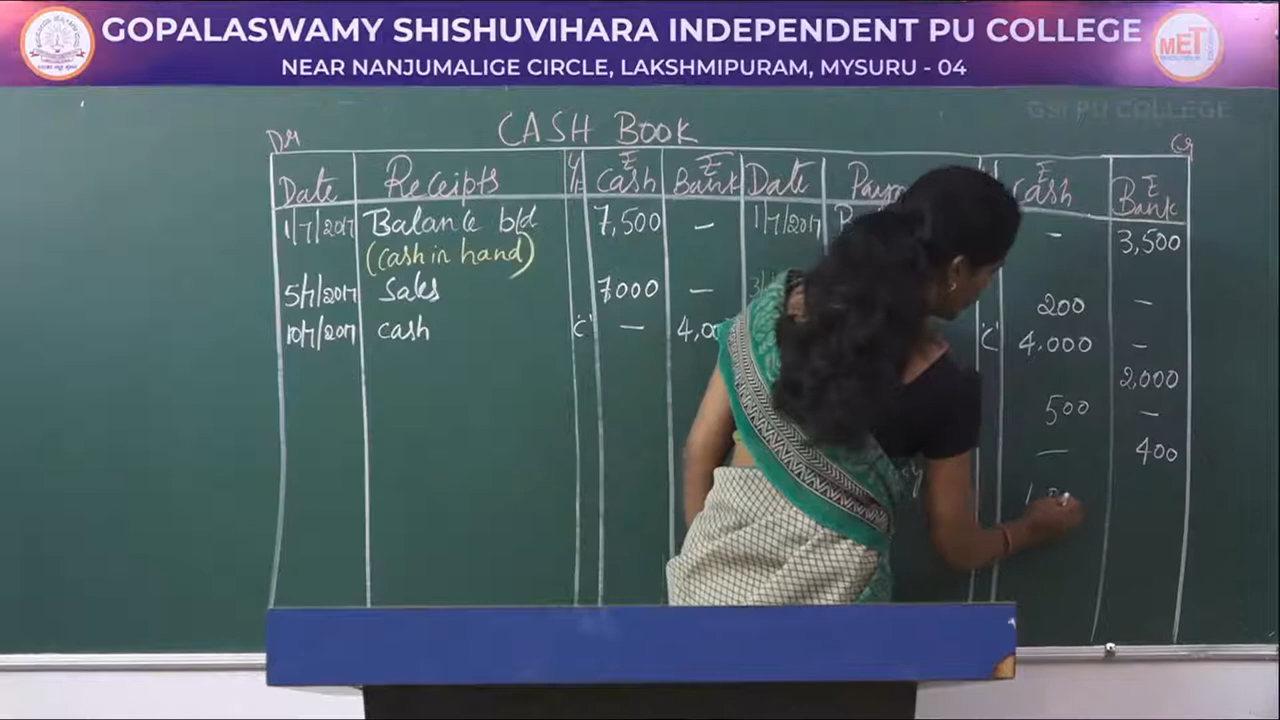 GOPALASWAMY SHISHUVIHARA INDEPENDENT PU COLLEGE
NEAR NANJUMALIGE CIRCLE, LAKSHMIPURAM, MYSURU - 04
MET
GSI PU COLLEGE
Dr CASH BOOK Cr
Date Receipts ₹ Cash ₹ Bank Date ₹ Cash ₹ Bank
1/7/2017 Balance b/d 7,500 – 1/7/2017 – 3,500
(cash in hand)
5/7/2017 Sales 7000 – 200 –
10/7/2017 cash 'C' – 'C' 4,000 –
2,000
500 –
– 400